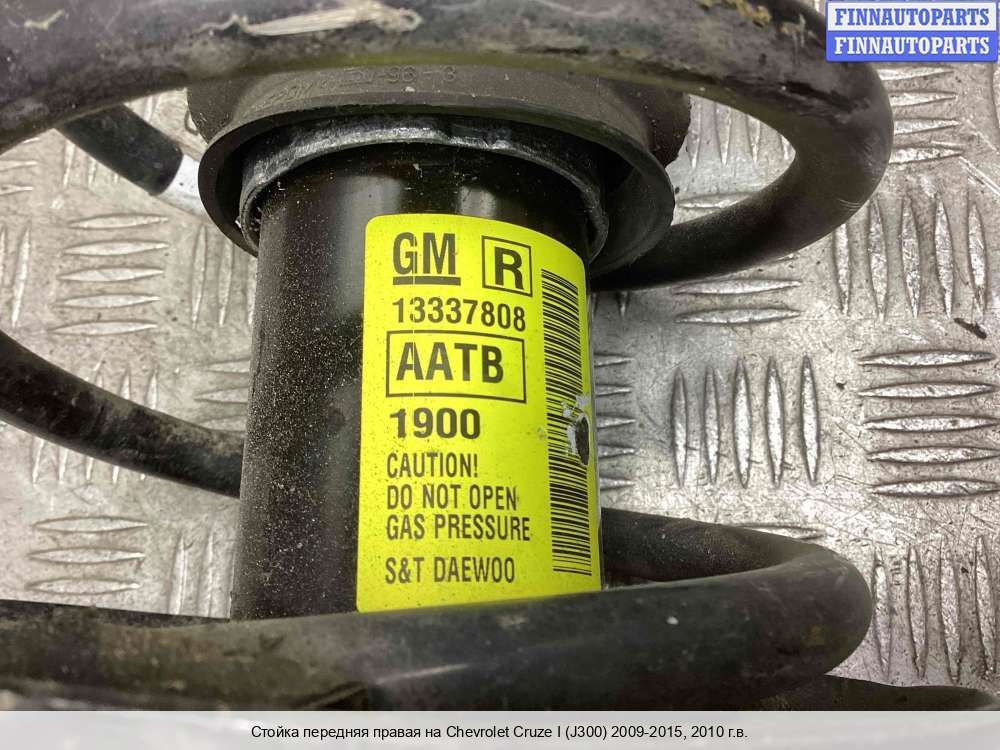 FINNAUTOPARTS
FINNAUTOPARTS
GM R
13337808
AATB
1900
CAUTION!
DO NOT OPEN
GAS PRESSURE
S&T DAEWOO
Стойка передняя правая на Chevrolet Cruze I (J300) 2009-2015, 2010 г.в.